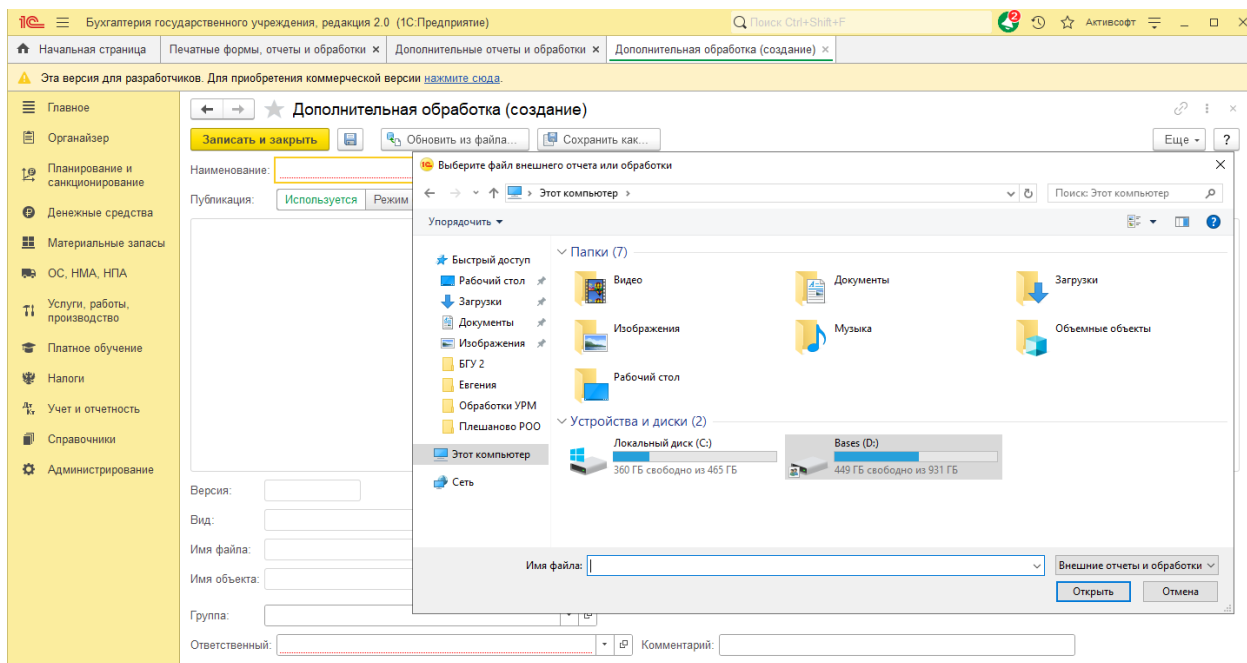 1С Бухгалтерия государственного учреждения, редакция 2.0 (1С:Предприятие) Поиск Ctrl+Shift+F 9 Активсофт
Начальная страница Печатные формы, отчеты и обработки × Дополнительные отчеты и обработки × Дополнительная обработка (создание) ×
Эта версия для разработчиков. Для приобретения коммерческой версии нажмите сюда.
Главное
Органайзер
Планирование и
санкционирование
Денежные средства
Материальные запасы
ОС, НМА, НПА
Услуги, работы,
производство
Платное обучение
Налоги
Учет и отчетность
Справочники
Администрирование
Дополнительная обработка (создание)
Записать и закрыть Обновить из файла... Сохранить как... Еще ?
Наименование:
Публикация: Используется Режим
Выберите файл внешнего отчета или обработки
Этот компьютер Поиск: Этот компьютер
Упорядочить
Быстрый доступ
Рабочий стол
Загрузки
Документы
Изображения
БГУ 2
Евгения
Обработки УРМ
Плешаново РОО
Этот компьютер
Сеть
Папки (7)
Видео Документы Загрузки
Изображения Музыка Объемные объекты
Рабочий стол
Устройства и диски (2)
Локальный диск (C:) Bases (D:)
360 ГБ свободно из 465 ГБ 449 ГБ свободно из 931 ГБ
Имя файла: Внешние отчеты и обработки
Открыть Отмена
Версия:
Вид:
Имя файла:
Имя объекта:
Группа:
Ответственный: Комментарий: